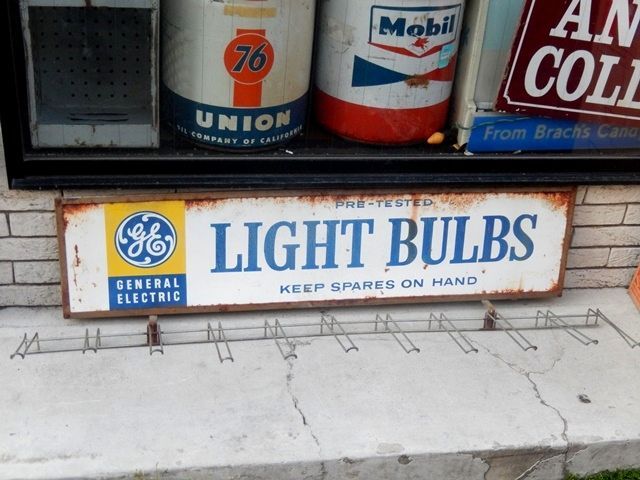 76
UNION
OIL COMPANY OF CALIFORNIA
Mobil
AN
COL
From Brach's Cand
PRE-TESTED
LIGHT BULBS
KEEP SPARES ON HAND
GE
GENERAL
ELECTRIC